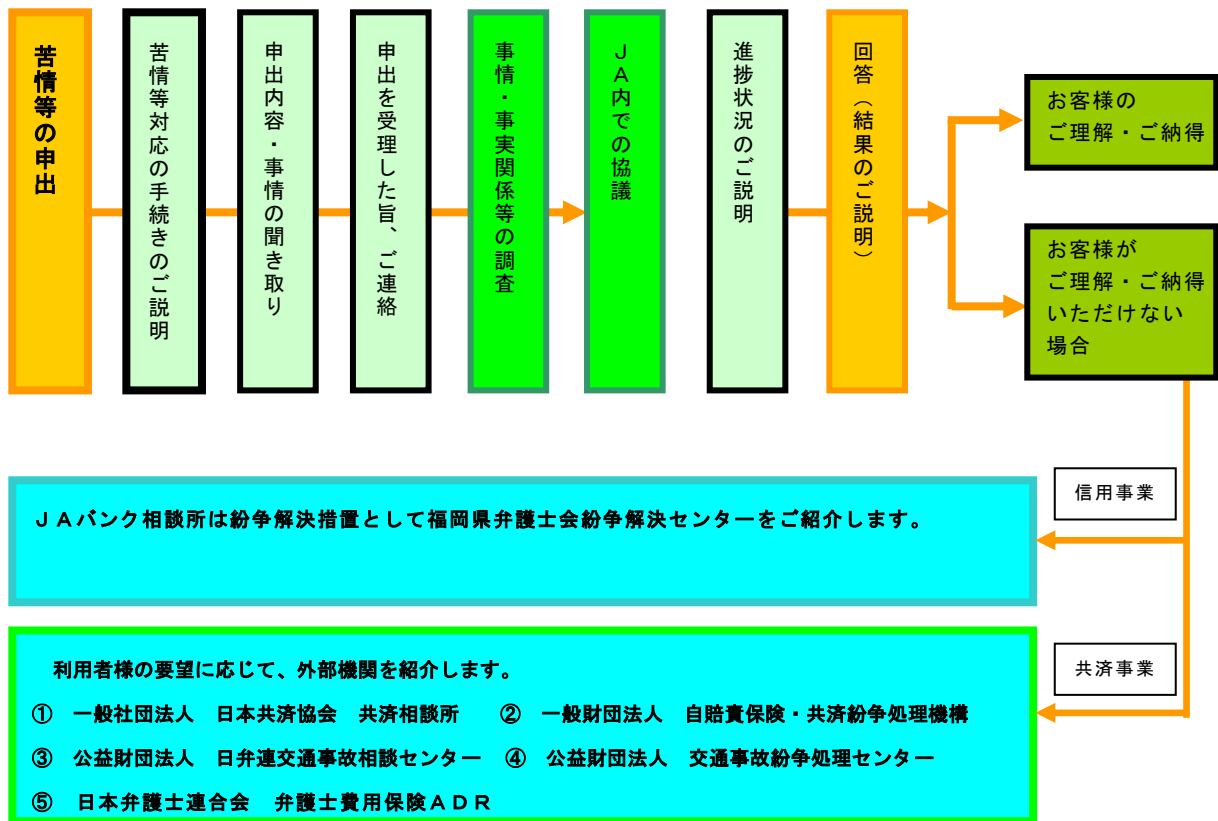 苦情等の申出
苦情等対応の手続きのご説明
申出内容・事情の聞き取り
申出を受理した旨、ご連絡
事情・事実関係等の調査
ＪＡ内での協議
進捗状況のご説明
回答（結果のご説明）
お客様の
ご理解・ご納得
お客様が
ご理解・ご納得
いただけない
場合
信用事業
ＪＡバンク相談所は紛争解決措置として福岡県弁護士会紛争解決センターをご紹介します。
共済事業
利用者様の要望に応じて、外部機関を紹介します。
①　一般社団法人　日本共済協会　共済相談所　　②　一般財団法人　自賠責保険・共済紛争処理機構
③　公益財団法人　日弁連交通事故相談センター　④　公益財団法人　交通事故紛争処理センター
⑤　日本弁護士連合会　弁護士費用保険ＡＤＲ